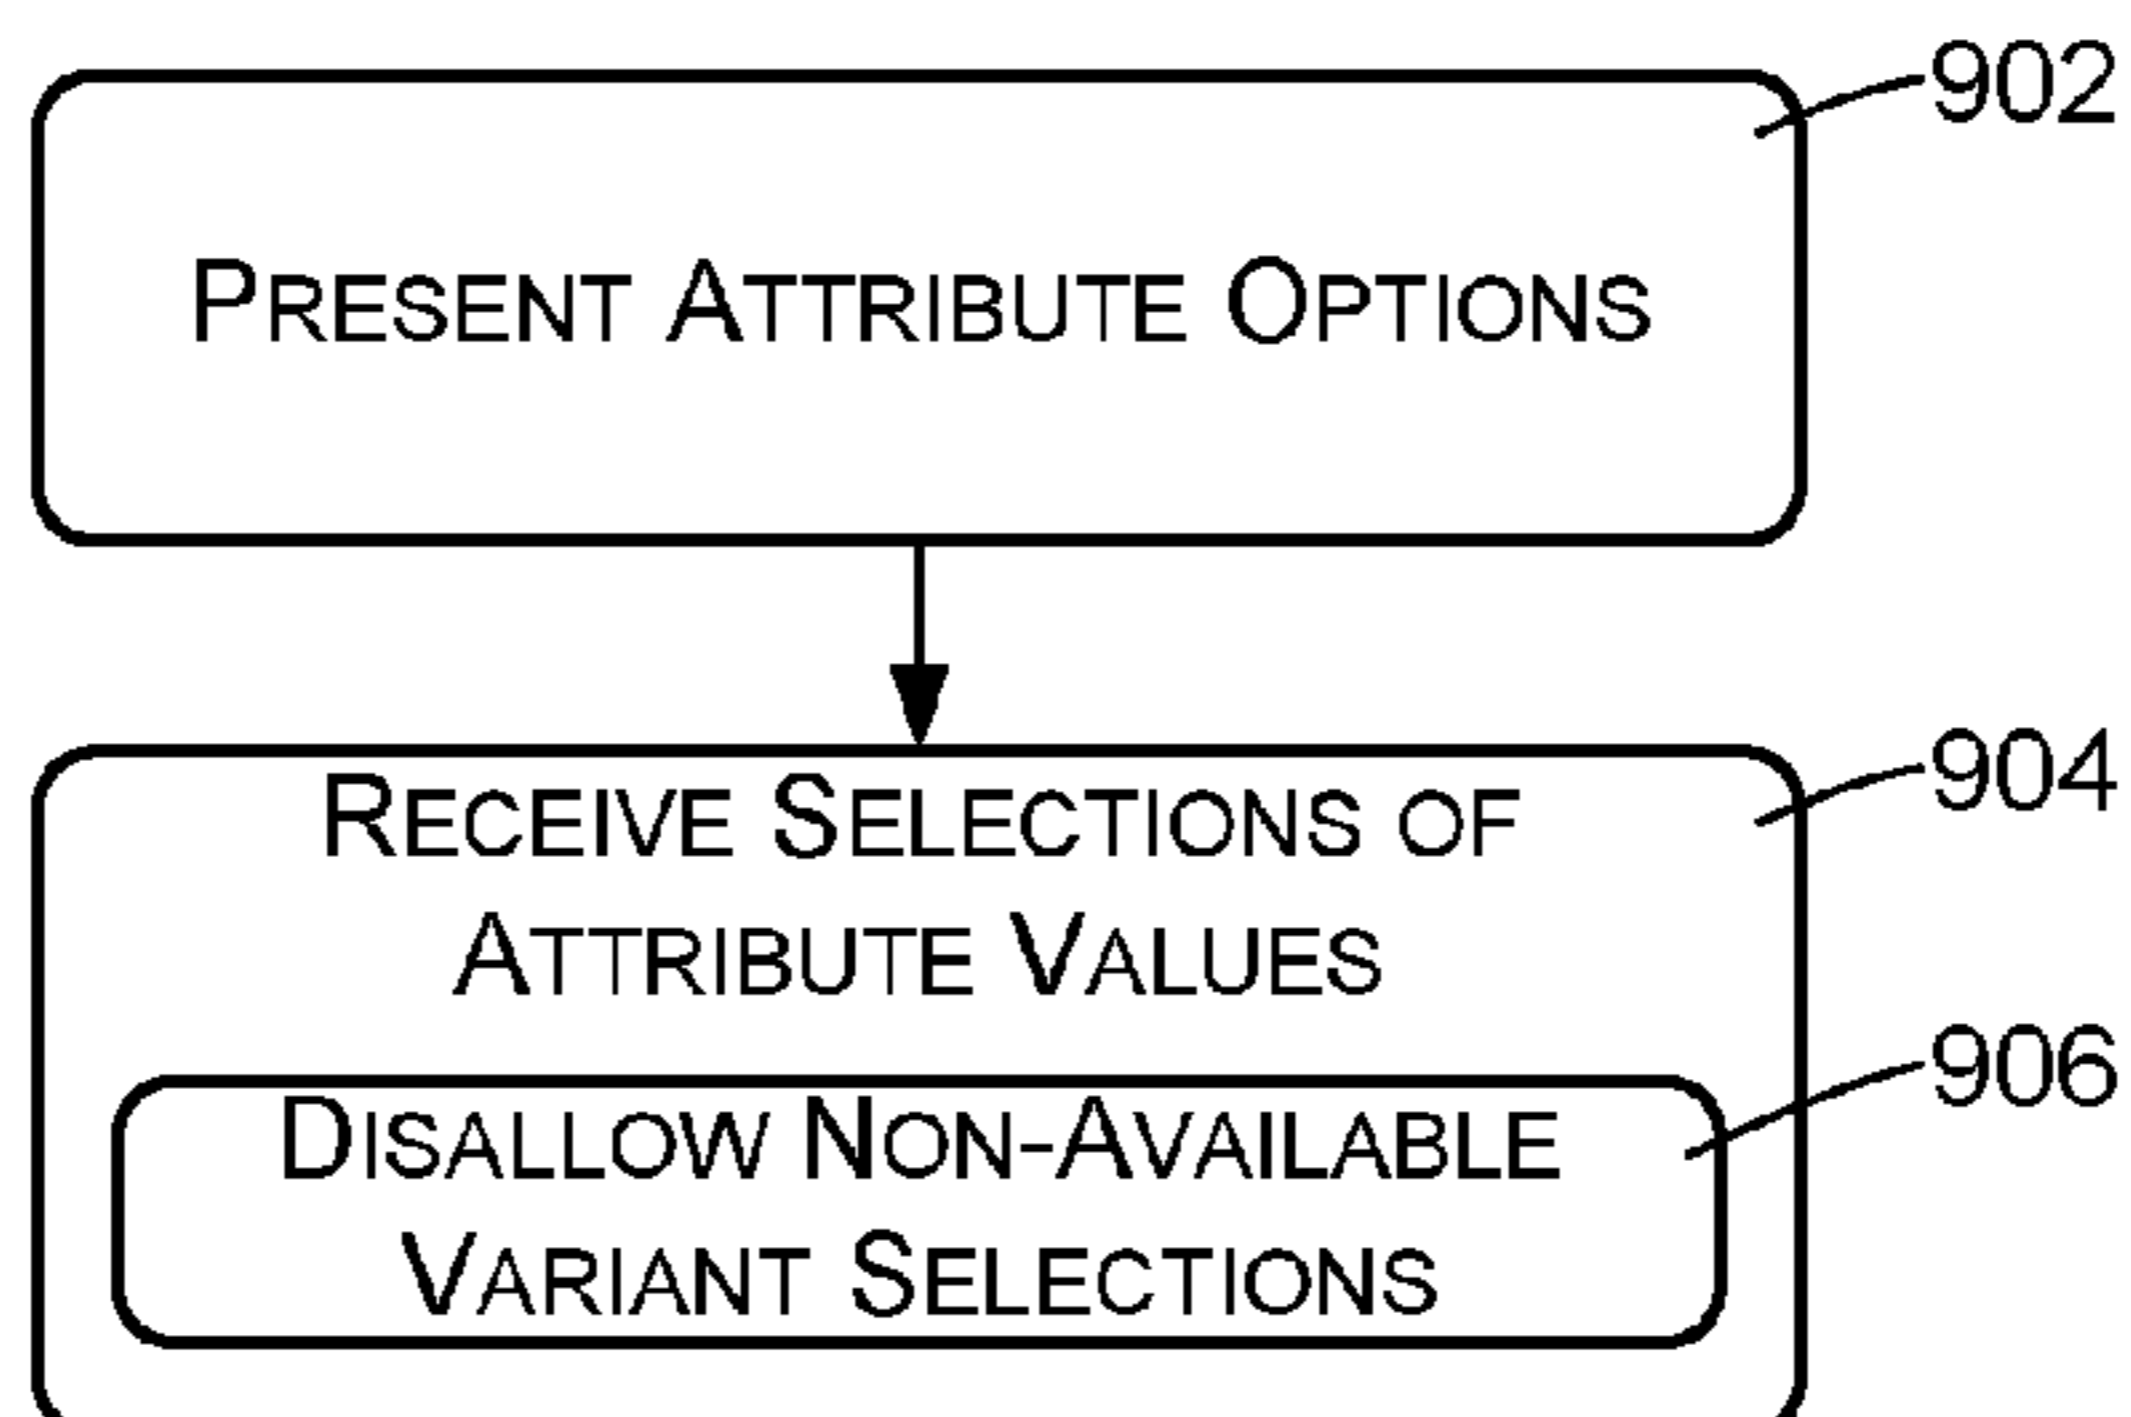 902
PRESENT ATTRIBUTE OPTIONS
904
RECEIVE SELECTIONS OF
ATTRIBUTE VALUES
906
DISALLOW NON-AVAILABLE
VARIANT SELECTIONS